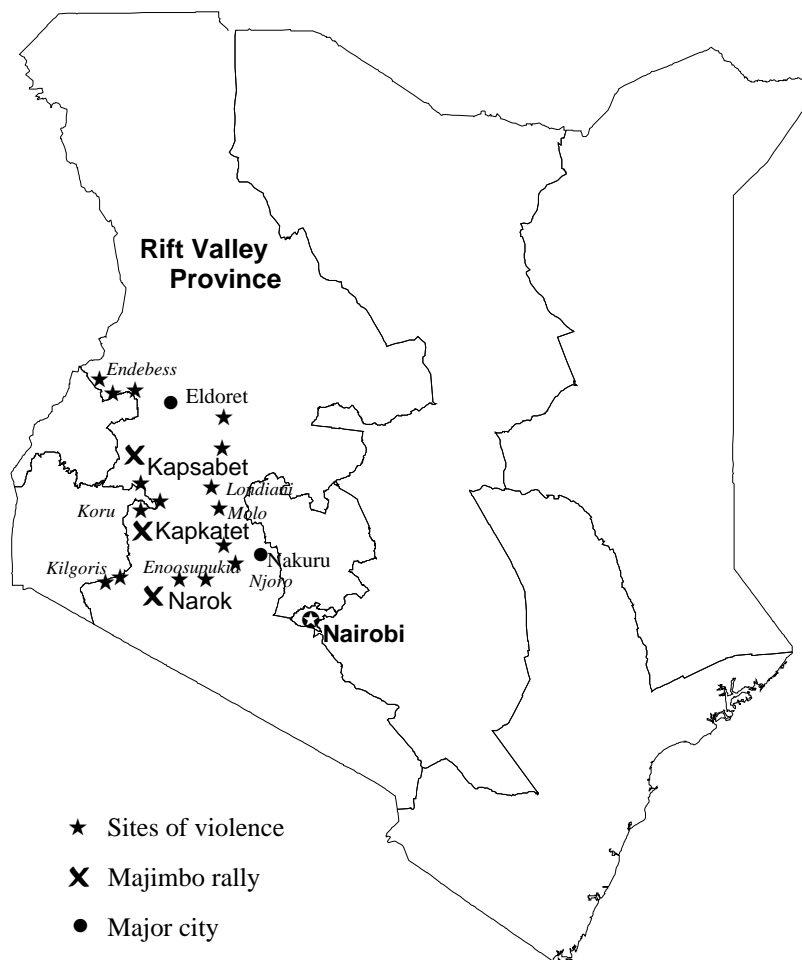 Rift Valley
Province
Endebess
Eldoret
Kapsabet
Londiani
Koru
Molo
Kapkatet
Kilgoris
Enoosupukia
Nakuru
Njoro
Narok
Nairobi
Sites of violence
Majimbo rally
Major city